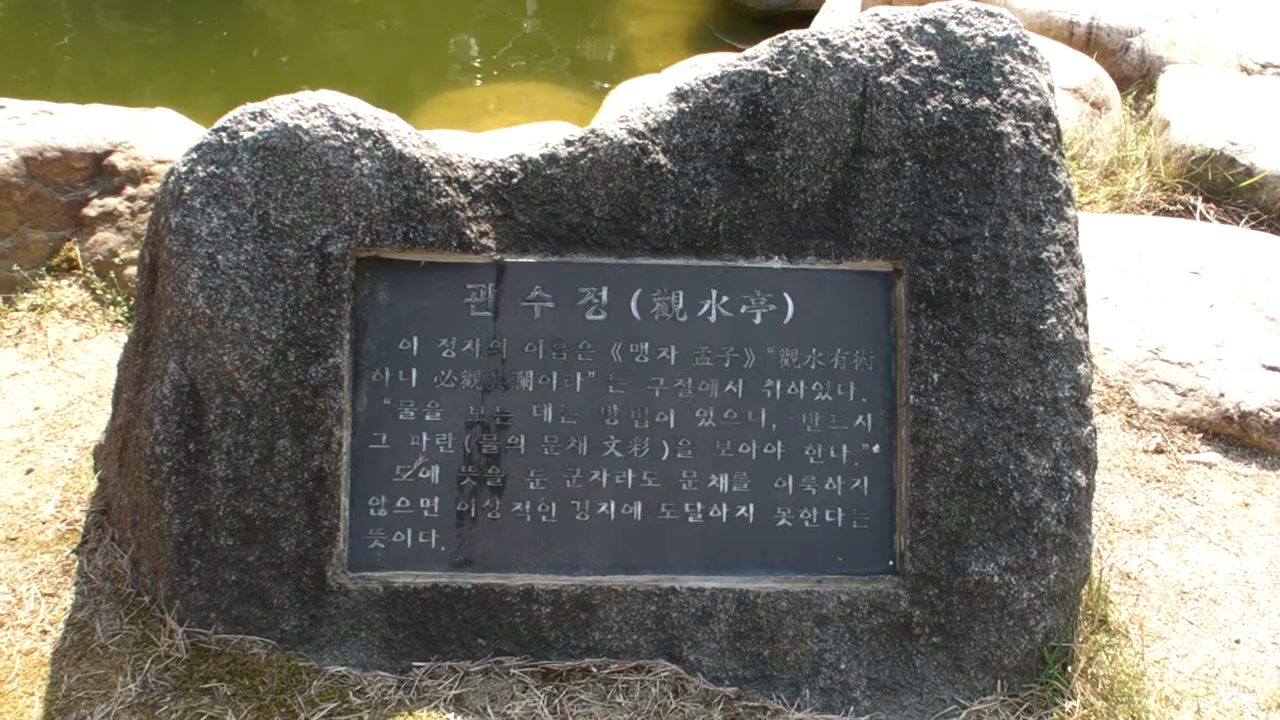 관수정(觀水亭)
이 정자의 이름은 《맹자 孟子》 “觀水有術
하니 必觀其瀾이라”는 구절에서 취하였다.
“물을 보는 데는 방법이 있으니, 반드시
그 파란(물의 문채 文彩)을 보아야 한다.”
도에 뜻을 둔 군자라도 문채를 이룩하지
않으면 이상적인 경지에 도달하지 못한다는
뜻이다.